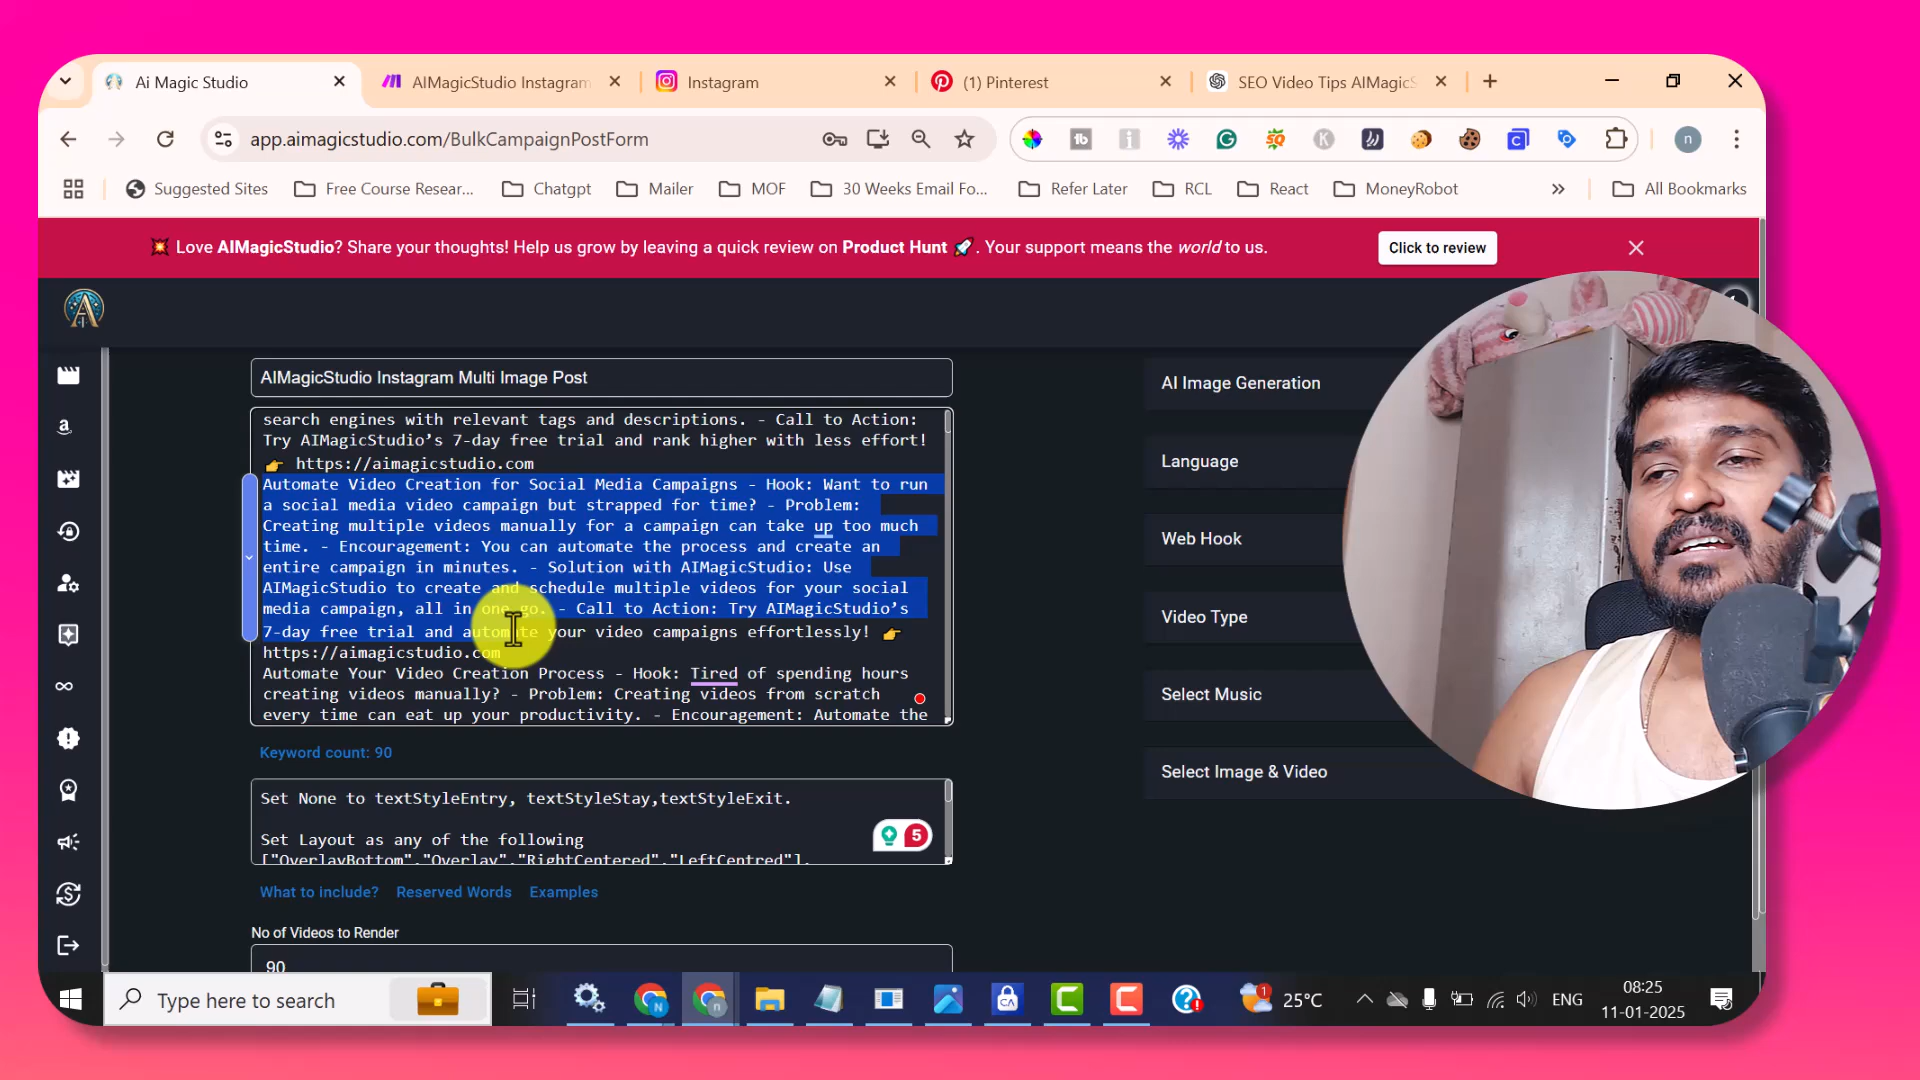 Ai Magic Studio
AIMagicStudio Instagram
Instagram
(1) Pinterest
SEO Video Tips AIMagicS
app.aimagicstudio.com/BulkCampaignPostForm
Suggested Sites
Free Course Resear...
Chatgpt
Mailer
MOF
30 Weeks Email Fo...
Refer Later
RCL
React
MoneyRobot
All Bookmarks
💥 Love AIMagicStudio? Share your thoughts! Help us grow by leaving a quick review on Product Hunt 🚀. Your support means the world to us.
Click to review
AIMagicStudio Instagram Multi Image Post
search engines with relevant tags and descriptions. - Call to Action:
Try AIMagicStudio’s 7-day free trial and rank higher with less effort!
👉 https://aimagicstudio.com
Automate Video Creation for Social Media Campaigns - Hook: Want to run
a social media video campaign but strapped for time? - Problem:
Creating multiple videos manually for a campaign can take up too much
time. - Encouragement: You can automate the process and create an
entire campaign in minutes. - Solution with AIMagicStudio: Use
AIMagicStudio to create and schedule multiple videos for your social
media campaign, all in one go. - Call to Action: Try AIMagicStudio’s
7-day free trial and automate your video campaigns effortlessly! 👉
https://aimagicstudio.com
Automate Your Video Creation Process - Hook: Tired of spending hours
creating videos manually? - Problem: Creating videos from scratch
every time can eat up your productivity. - Encouragement: Automate the
Keyword count: 90
Set None to textStyleEntry, textStyleStay,textStyleExit.
Set Layout as any of the following
["OverlayBottom","Overlay","RightCentered","LeftCentred"].
5
What to include?
Reserved Words
Examples
No of Videos to Render
90
AI Image Generation
Language
Web Hook
Video Type
Select Music
Select Image & Video
Type here to search
25°C
ENG
08:25
11-01-2025